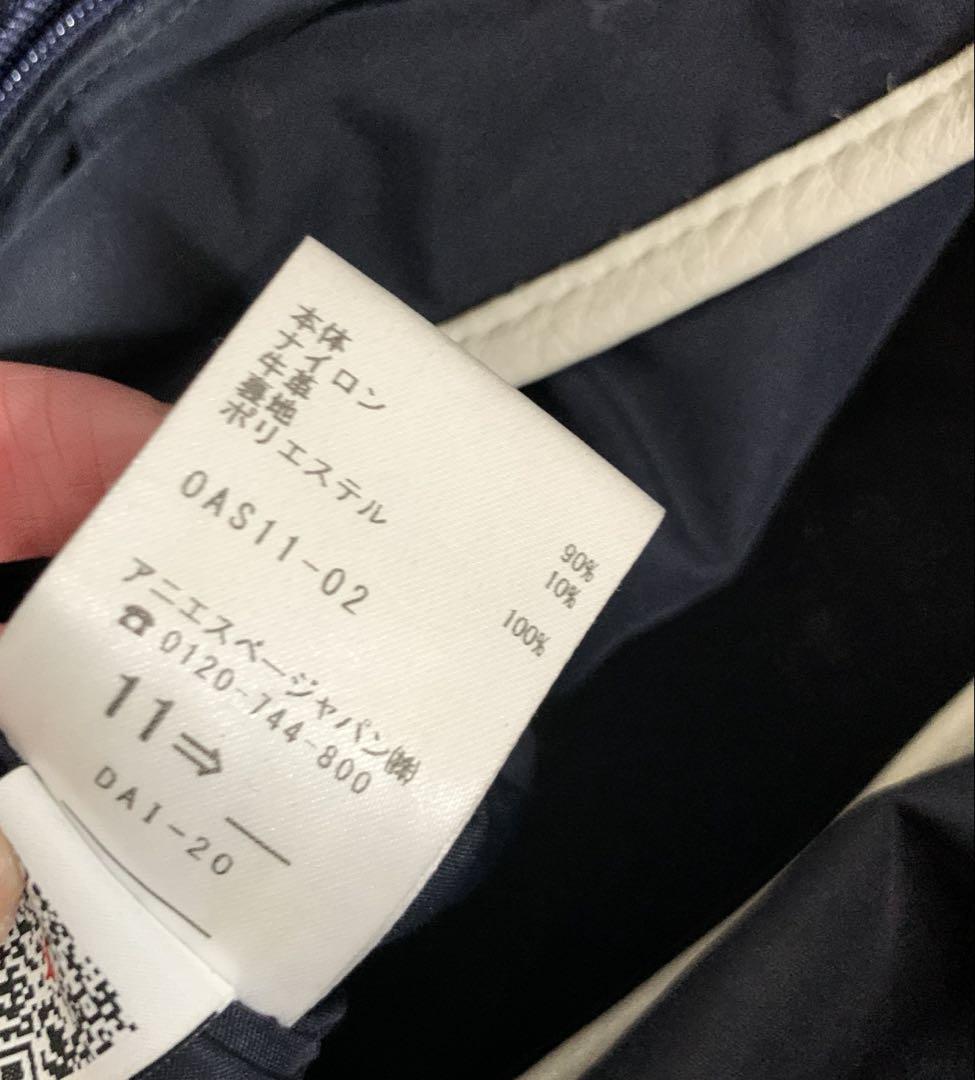 本体
ナイロン 90%
牛革 10%
裏地
ポリエステル 100%
OAS11-02
アニエスベージャパン㈱
☎0120-744-800
11⇒
DAI-20